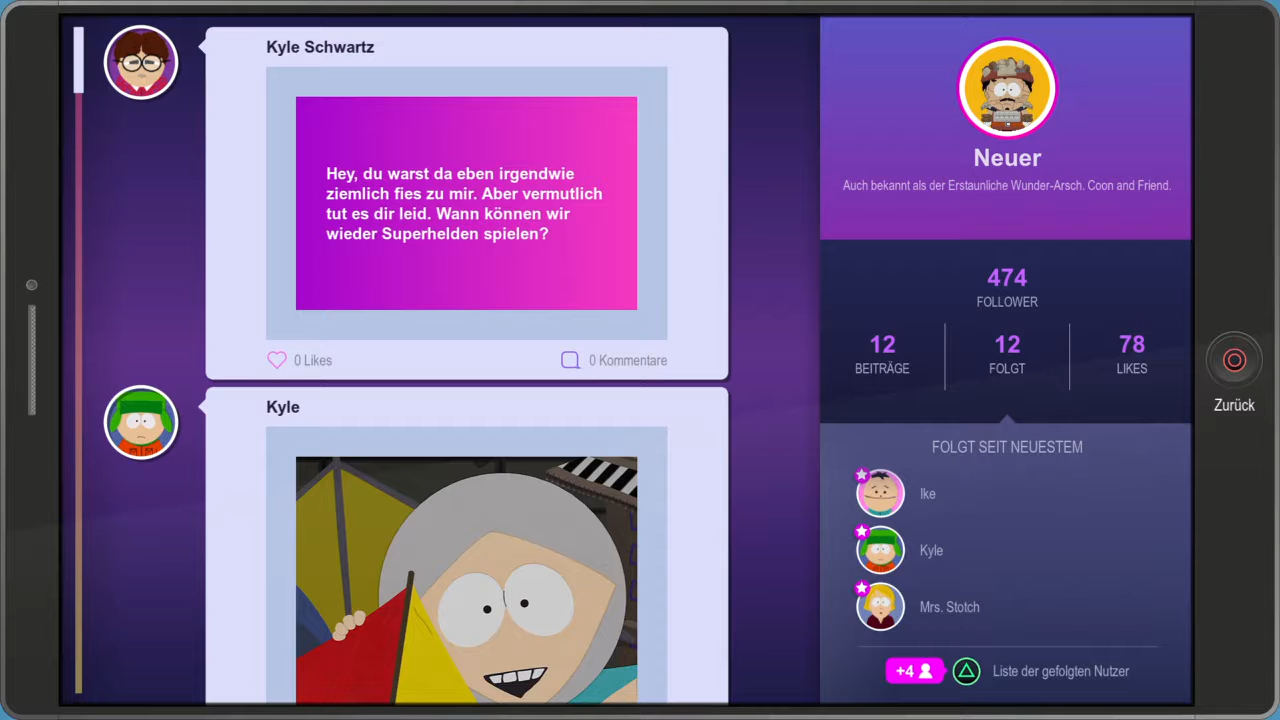 Kyle Schwartz
Hey, du warst da eben irgendwie
ziemlich fies zu mir. Aber vermutlich
tut es dir leid. Wann können wir
wieder Superhelden spielen?
0 Likes
0 Kommentare
Kyle
Neuer
Auch bekannt als der Erstaunliche Wunder-Arsch. Coon and Friend.
474
FOLLOWER
12
BEITRÄGE
12
FOLGT
78
LIKES
FOLGT SEIT NEUESTEM
Ike
Kyle
Mrs. Stotch
+4
Liste der gefolgten Nutzer
Zurück